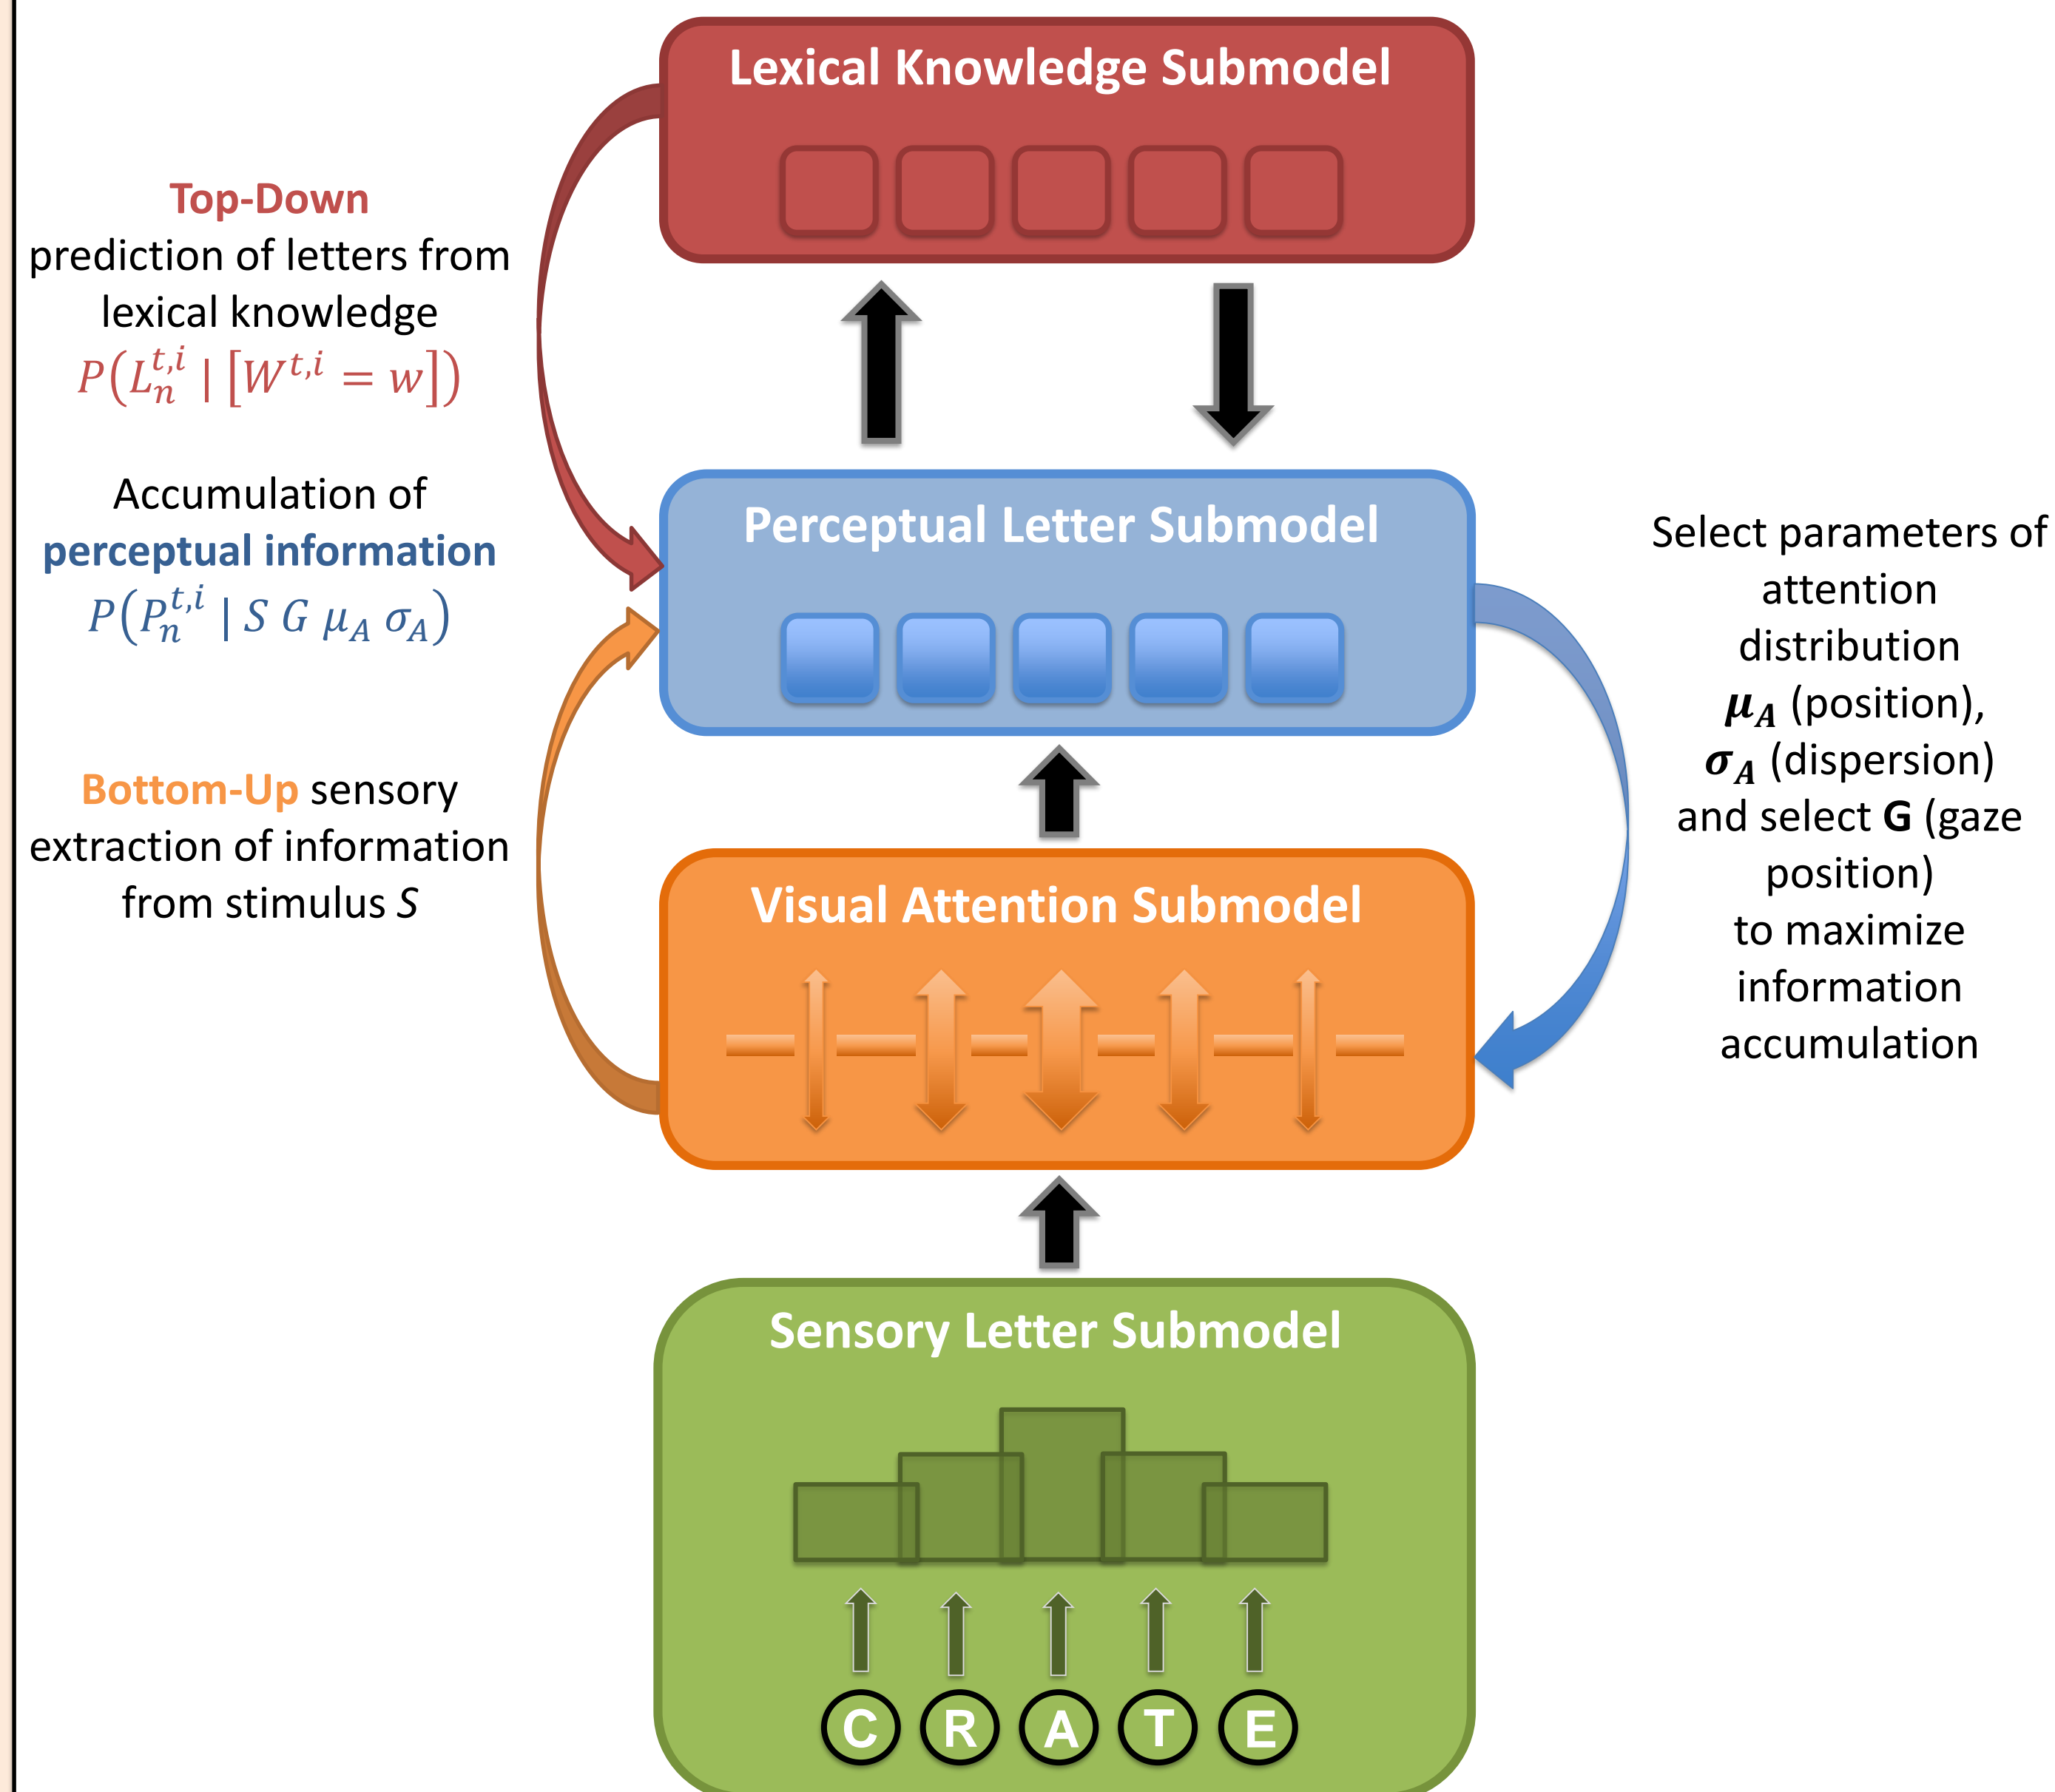 Lexical Knowledge Submodel
Top-Down
prediction of letters from
lexical knowledge
P(L_n^{t,i} | [W^{t,i} = w])
Accumulation of
perceptual information
P(P_n^{t,i} | S G μ_A σ_A)
Bottom-Up sensory
extraction of information
from stimulus S
Perceptual Letter Submodel
Visual Attention Submodel
Select parameters of
attention
distribution
μ_A (position),
σ_A (dispersion)
and select G (gaze
position)
to maximize
information
accumulation
Sensory Letter Submodel
C R A T E